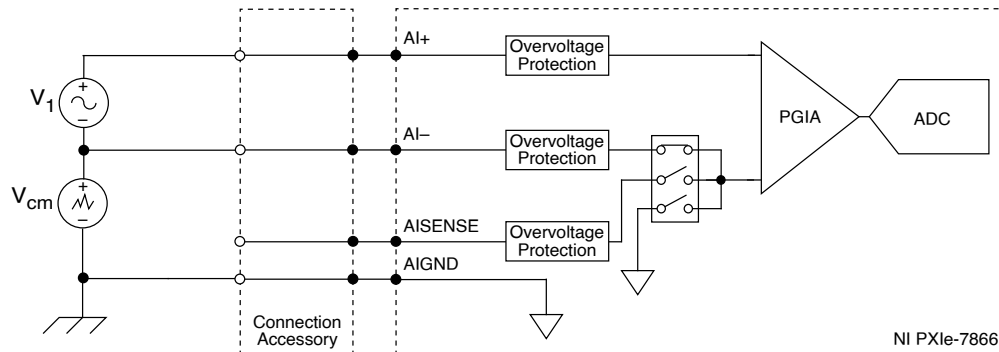 AI+
Overvoltage
Protection
+
V1
−
PGIA
ADC
AI–
Overvoltage
Protection
+
Vcm
−
AISENSE
Overvoltage
Protection
AIGND
Connection
Accessory
NI PXIe-7866